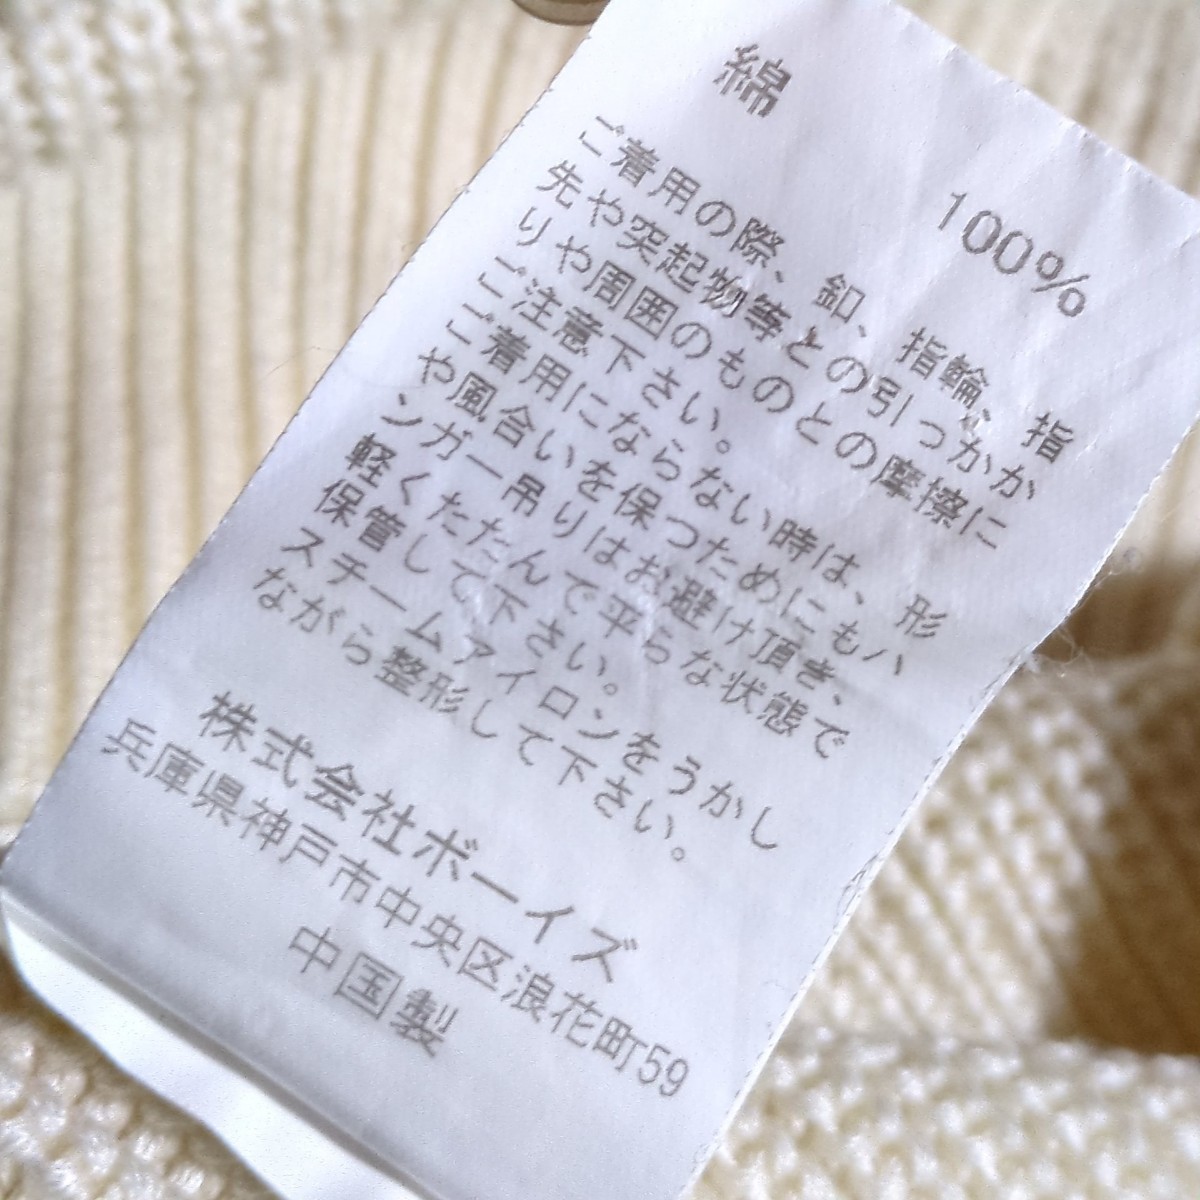 綿 100%
ご着用の際、釦、指輪、指
先や突起物等との引っかか
りや周囲のものとの摩擦に
ご注意下さい。
ご着用にならない時は、形
や風合いを保つためにもハ
ンガー吊りはお避け頂き、
軽くたたんで平らな状態で
保管して下さい。
スチームアイロンをうかし
ながら整形して下さい。
株式会社ボーイズ
兵庫県神戸市中央区浪花町59
中国製